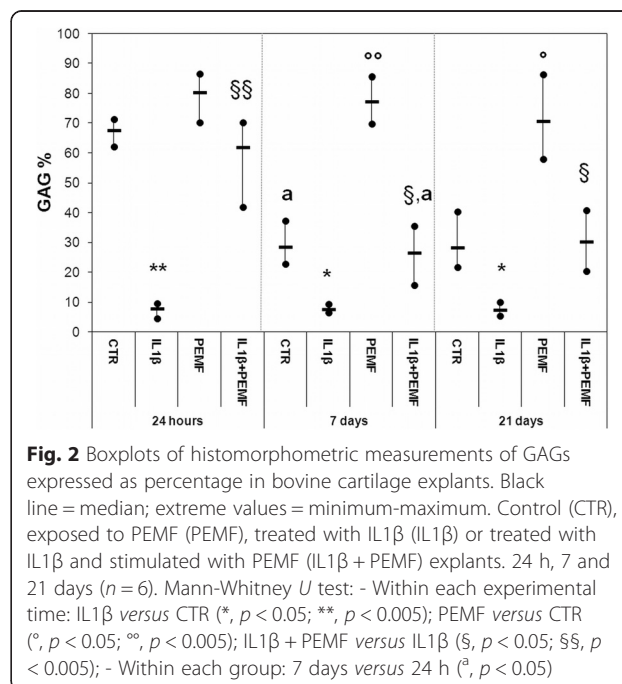 100
90
80
70
60
50
40
30
20
10
0
GAG %
** §§ a * °° §,a * ° §
CTR IL1β PEMF IL1β+PEMF CTR IL1β PEMF IL1β+PEMF CTR IL1β PEMF IL1β+PEMF
24 hours 7 days 21 days
Fig. 2 Boxplots of histomorphometric measurements of GAGs
expressed as percentage in bovine cartilage explants. Black
line = median; extreme values = minimum-maximum. Control (CTR),
exposed to PEMF (PEMF), treated with IL1β (IL1β) or treated with
IL1β and stimulated with PEMF (IL1β + PEMF) explants. 24 h, 7 and
21 days (n = 6). Mann-Whitney U test: - Within each experimental
time: IL1β versus CTR (*, p < 0.05; **, p < 0.005); PEMF versus CTR
(°, p < 0.05; °°, p < 0.005); IL1β + PEMF versus IL1β (§, p < 0.05; §§, p
< 0.005); - Within each group: 7 days versus 24 h (ª, p < 0.05)